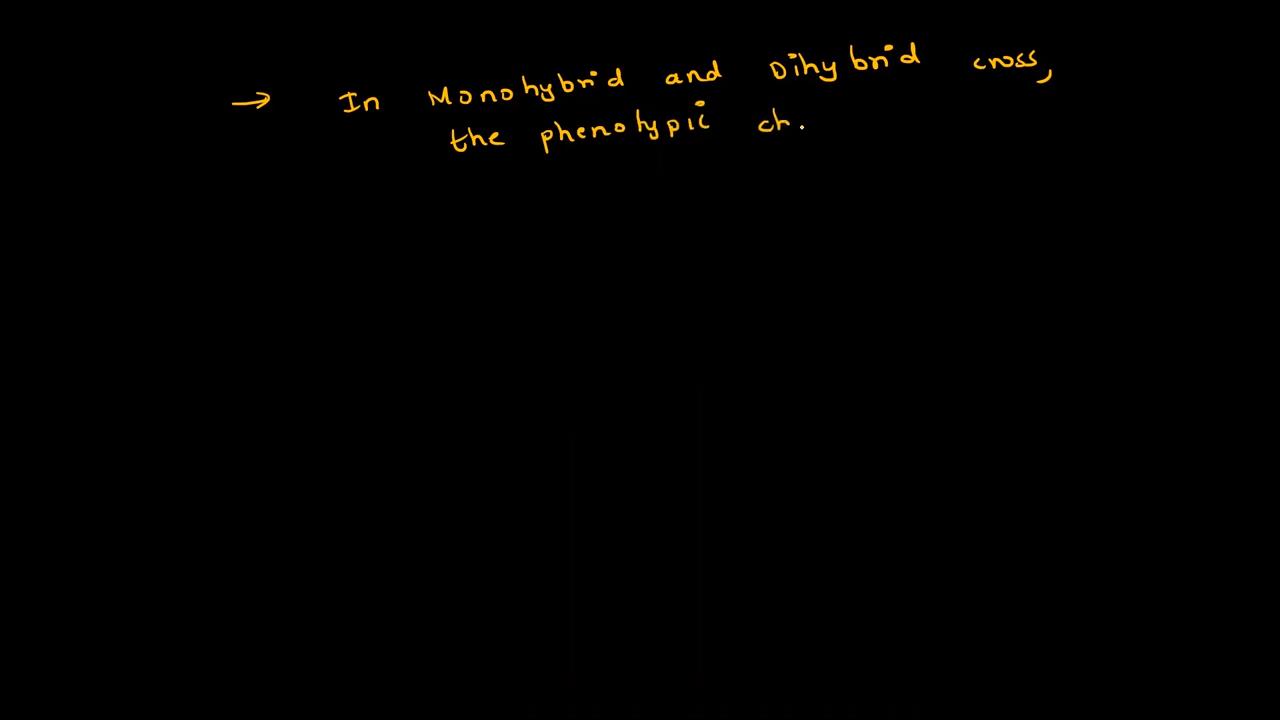 → In Monohybrid and Dihybrid cross,
the phenotypic ch.